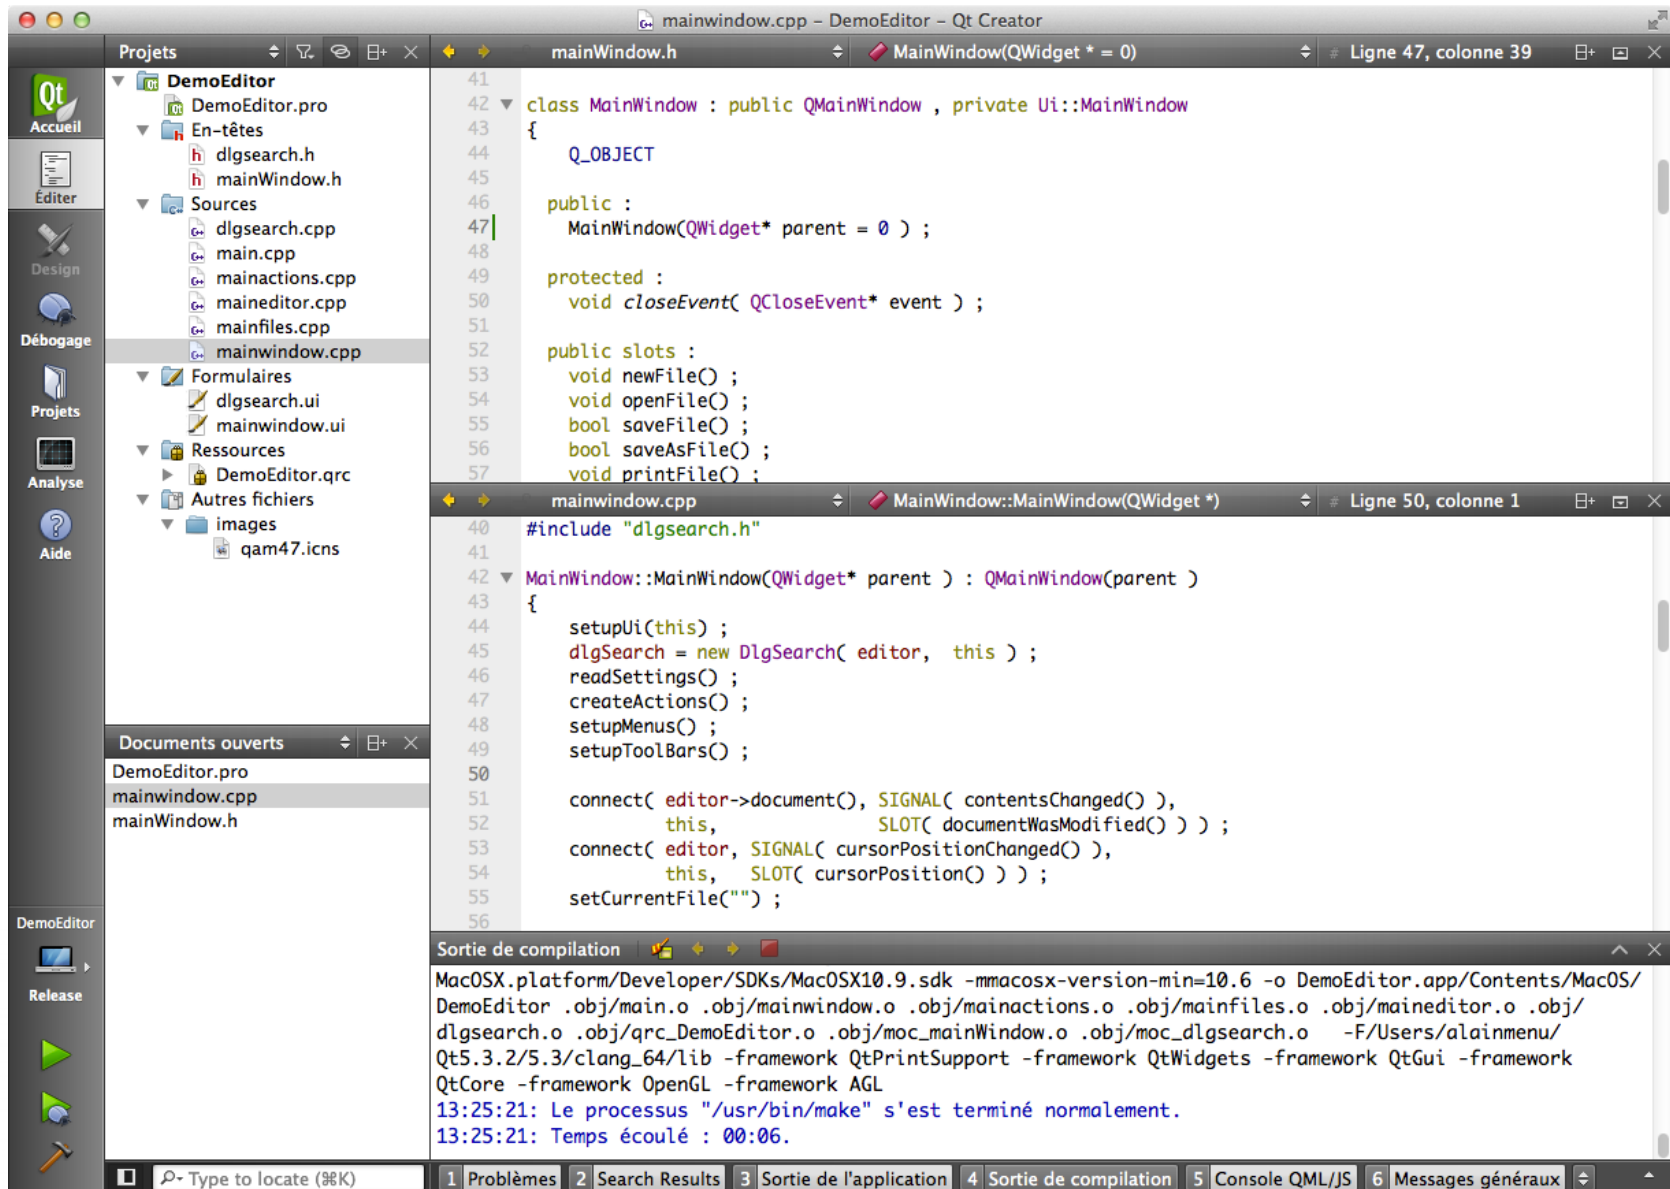 mainwindow.cpp – DemoEditor – Qt Creator
Projets
mainWindow.h
MainWindow(QWidget * = 0)
# Ligne 47, colonne 39
Qt
Accueil
Éditer
Design
Débogage
Projets
Analyse
Aide
DemoEditor
Release
DemoEditor
DemoEditor.pro
En-têtes
dlgsearch.h
mainWindow.h
Sources
dlgsearch.cpp
main.cpp
mainactions.cpp
maineditor.cpp
mainfiles.cpp
mainwindow.cpp
Formulaires
dlgsearch.ui
mainwindow.ui
Ressources
DemoEditor.qrc
Autres fichiers
images
qam47.icns
Documents ouverts
DemoEditor.pro
mainwindow.cpp
mainWindow.h
41
42 class MainWindow : public QMainWindow , private Ui::MainWindow
43 {
44 Q_OBJECT
45
46 public :
47 MainWindow(QWidget* parent = 0 ) ;
48
49 protected :
50 void closeEvent( QCloseEvent* event ) ;
51
52 public slots :
53 void newFile() ;
54 void openFile() ;
55 bool saveFile() ;
56 bool saveAsFile() ;
57 void printFile() ;
mainwindow.cpp
MainWindow::MainWindow(QWidget *)
# Ligne 50, colonne 1
40 #include "dlgsearch.h"
41
42 MainWindow::MainWindow(QWidget* parent ) : QMainWindow(parent )
43 {
44 setupUi(this) ;
45 dlgSearch = new DlgSearch( editor, this ) ;
46 readSettings() ;
47 createActions() ;
48 setupMenus() ;
49 setupToolBars() ;
50
51 connect( editor->document(), SIGNAL( contentsChanged() ),
52 this, SLOT( documentWasModified() ) ) ;
53 connect( editor, SIGNAL( cursorPositionChanged() ),
54 this, SLOT( cursorPosition() ) ) ;
55 setCurrentFile("") ;
56
Sortie de compilation
MacOSX.platform/Developer/SDKs/MacOSX10.9.sdk -mmacosx-version-min=10.6 -o DemoEditor.app/Contents/MacOS/
DemoEditor .obj/main.o .obj/mainwindow.o .obj/mainactions.o .obj/mainfiles.o .obj/maineditor.o .obj/
dlgsearch.o .obj/qrc_DemoEditor.o .obj/moc_mainWindow.o .obj/moc_dlgsearch.o -F/Users/alainmenu/
Qt5.3.2/5.3/clang_64/lib -framework QtPrintSupport -framework QtWidgets -framework QtGui -framework
QtCore -framework OpenGL -framework AGL
13:25:21: Le processus "/usr/bin/make" s'est terminé normalement.
13:25:21: Temps écoulé : 00:06.
Type to locate (⌘K)
1 Problèmes 2 Search Results 3 Sortie de l'application 4 Sortie de compilation 5 Console QML/JS 6 Messages généraux